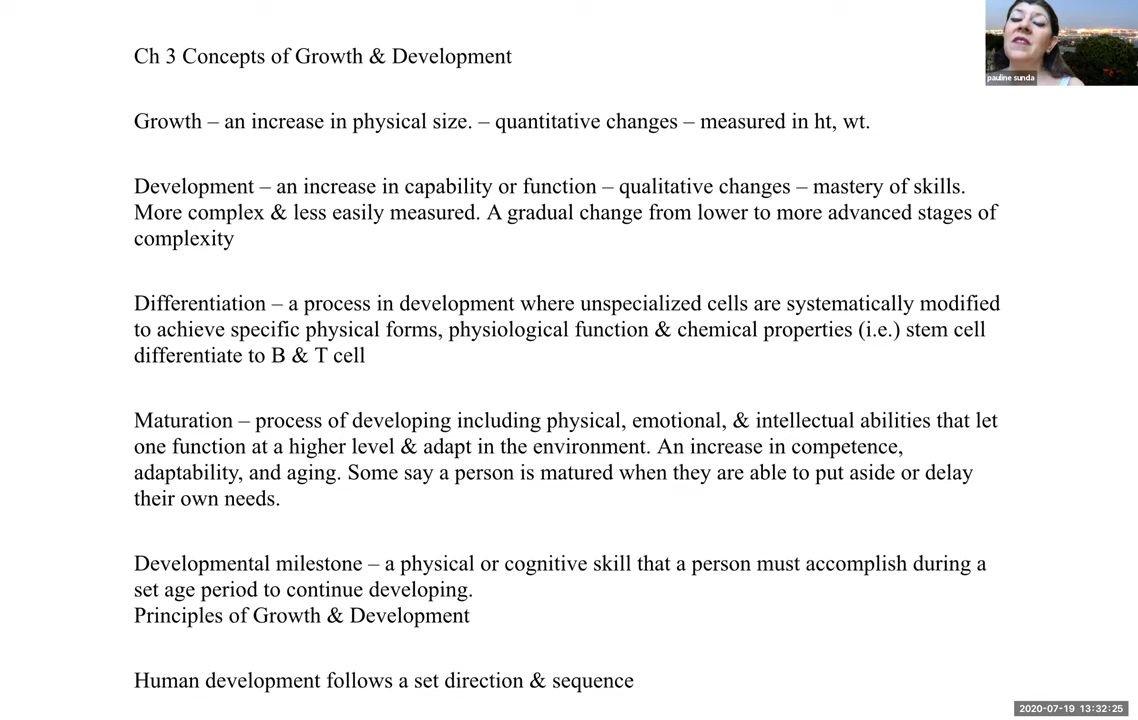 Ch 3 Concepts of Growth & Development
pauline sunda
Growth – an increase in physical size. – quantitative changes – measured in ht, wt.
Development – an increase in capability or function – qualitative changes – mastery of skills.
More complex & less easily measured. A gradual change from lower to more advanced stages of
complexity
Differentiation – a process in development where unspecialized cells are systematically modified
to achieve specific physical forms, physiological function & chemical properties (i.e.) stem cell
differentiate to B & T cell
Maturation – process of developing including physical, emotional, & intellectual abilities that let
one function at a higher level & adapt in the environment. An increase in competence,
adaptability, and aging. Some say a person is matured when they are able to put aside or delay
their own needs.
Developmental milestone – a physical or cognitive skill that a person must accomplish during a
set age period to continue developing.
Principles of Growth & Development
Human development follows a set direction & sequence
2020-07-19 13:32:25